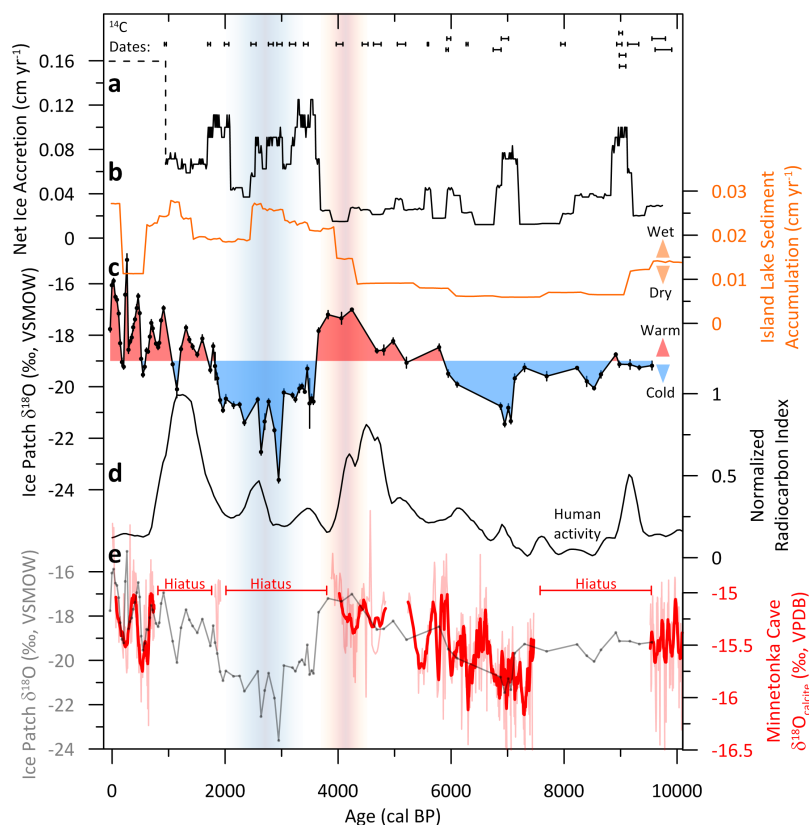 ¹⁴C
Dates:
a
b
c
d
e
0.16
0.12
0.08
0.04
0
Net Ice Accretion (cm yr⁻¹)
0.03
0.02
0.01
0
Island Lake Sediment
Accumulation (cm yr⁻¹)
Wet
Dry
-16
-18
-20
-22
-24
Ice Patch δ¹⁸O (‰, VSMOW)
Warm
Cold
1
0.5
0
Normalized
Radiocarbon Index
Human
activity
-16
-18
-20
-22
-24
Ice Patch δ¹⁸O (‰, VSMOW)
Hiatus
Hiatus
Hiatus
-15
-15.5
-16
-16.5
Minnetonka Cave
δ¹⁸Ocalcite (‰, VPDB)
0 2000 4000 6000 8000 10000
Age (cal BP)